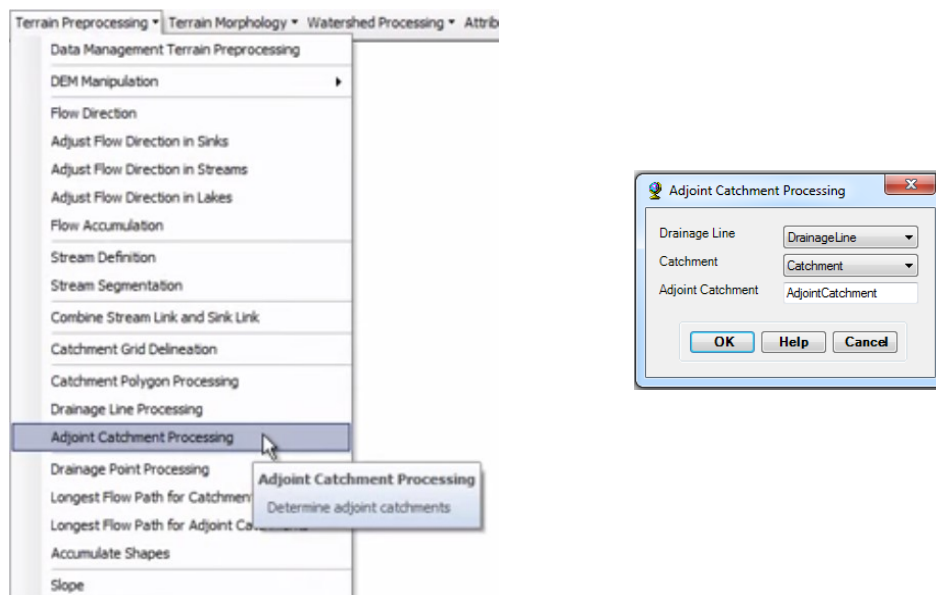 Terrain Preprocessing Terrain Morphology Watershed Processing
Data Management Terrain Preprocessing
DEM Manipulation
Flow Direction
Adjust Flow Direction in Sinks
Adjust Flow Direction in Streams
Adjust Flow Direction in Lakes
Flow Accumulation
Stream Definition
Stream Segmentation
Combine Stream Link and Sink Link
Catchment Grid Delineation
Catchment Polygon Processing
Drainage Line Processing
Adjoint Catchment Processing
Drainage Point Processing
Longest Flow Path for Catchmen
Longest Flow Path for Adjoint
Accumulate Shapes
Slope
Adjoint Catchment Processing
Determine adjoint catchments
Adjoint Catchment Processing
Drainage Line DrainageLine
Catchment Catchment
Adjoint Catchment AdjointCatchment
OK Help Cancel